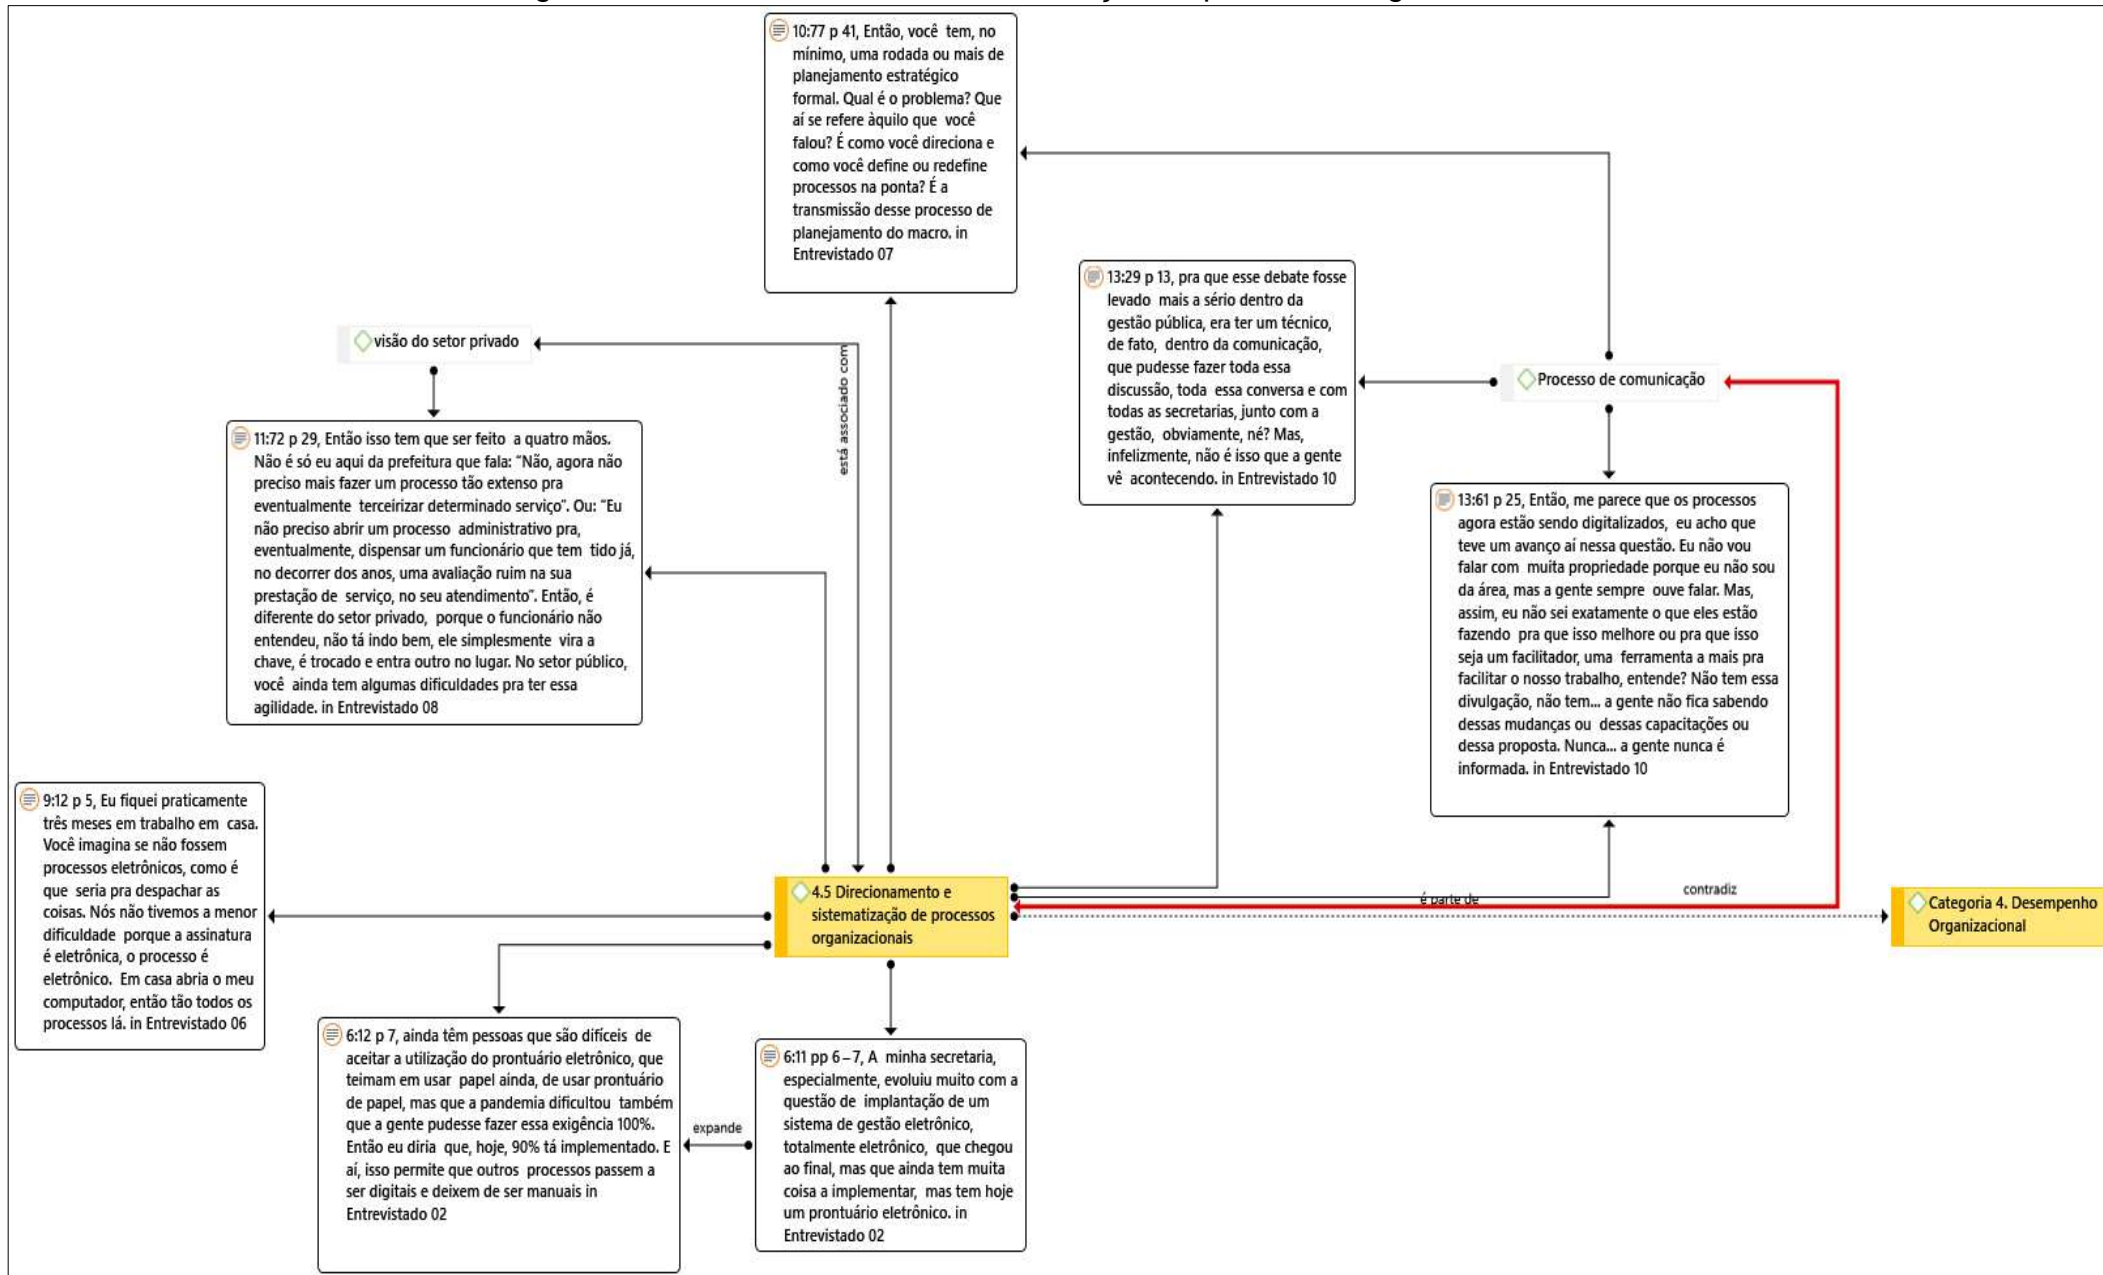 10:77 p 41, Então, você tem, no
mínimo, uma rodada ou mais de
planejamento estratégico
formal. Qual é o problema? Que
aí se refere àquilo que você
falou? É como você direciona e
como você define ou redefine
processos na ponta? É a
transmissão desse processo de
planejamento do macro. in
Entrevistado 07
13:29 p 13, pra que esse debate fosse
levado mais a sério dentro da
gestão pública, era ter um técnico,
de fato, dentro da comunicação,
que pudesse fazer toda essa
discussão, toda essa conversa e com
todas as secretarias, junto com a
gestão, obviamente, né? Mas,
infelizmente, não é isso que a gente
vê acontecendo. in Entrevistado 10
visão do setor privado
está associado com
Processo de comunicação
11:72 p 29, Então isso tem que ser feito a quatro mãos.
Não é só eu aqui da prefeitura que fala: "Não, agora não
preciso mais fazer um processo tão extenso pra
eventualmente terceirizar determinado serviço". Ou: "Eu
não preciso abrir um processo administrativo pra,
eventualmente, dispensar um funcionário que tem tido já,
no decorrer dos anos, uma avaliação ruim na sua
prestação de serviço, no seu atendimento". Então, é
diferente do setor privado, porque o funcionário não
entendeu, não tá indo bem, ele simplesmente vira a
chave, é trocado e entra outro no lugar. No setor público,
você ainda tem algumas dificuldades pra ter essa
agilidade. in Entrevistado 08
13:61 p 25, Então, me parece que os processos
agora estão sendo digitalizados, eu acho que
teve um avanço aí nessa questão. Eu não vou
falar com muita propriedade porque eu não sou
da área, mas a gente sempre ouve falar. Mas,
assim, eu não sei exatamente o que eles estão
fazendo pra que isso melhore ou pra que isso
seja um facilitador, uma ferramenta a mais pra
facilitar o nosso trabalho, entende? Não tem essa
divulgação, não tem... a gente não fica sabendo
dessas mudanças ou dessas capacitações ou
dessa proposta. Nunca... a gente nunca é
informada. in Entrevistado 10
9:12 p 5, Eu fiquei praticamente
três meses em trabalho em casa.
Você imagina se não fossem
processos eletrônicos, como é
que seria pra despachar as
coisas. Nós não tivemos a menor
dificuldade porque a assinatura
é eletrônica, o processo é
eletrônico. Em casa abria o meu
computador, então tão todos os
processos lá. in Entrevistado 06
4.5 Direcionamento e
sistematização de processos
organizacionais
é parte de
contradiz
Categoria 4. Desempenho
Organizacional
6:12 p 7, ainda têm pessoas que são difíceis de
aceitar a utilização do prontuário eletrônico, que
teimam em usar papel ainda, de usar prontuário
de papel, mas que a pandemia dificultou também
que a gente pudesse fazer essa exigência 100%.
Então eu diria que, hoje, 90% tá implementado. E
aí, isso permite que outros processos passem a
ser digitais e deixem de ser manuais in
Entrevistado 02
expande
6:11 pp 6 – 7, A minha secretaria,
especialmente, evoluiu muito com a
questão de implantação de um
sistema de gestão eletrônico,
totalmente eletrônico, que chegou
ao final, mas que ainda tem muita
coisa a implementar, mas tem hoje
um prontuário eletrônico. in
Entrevistado 02